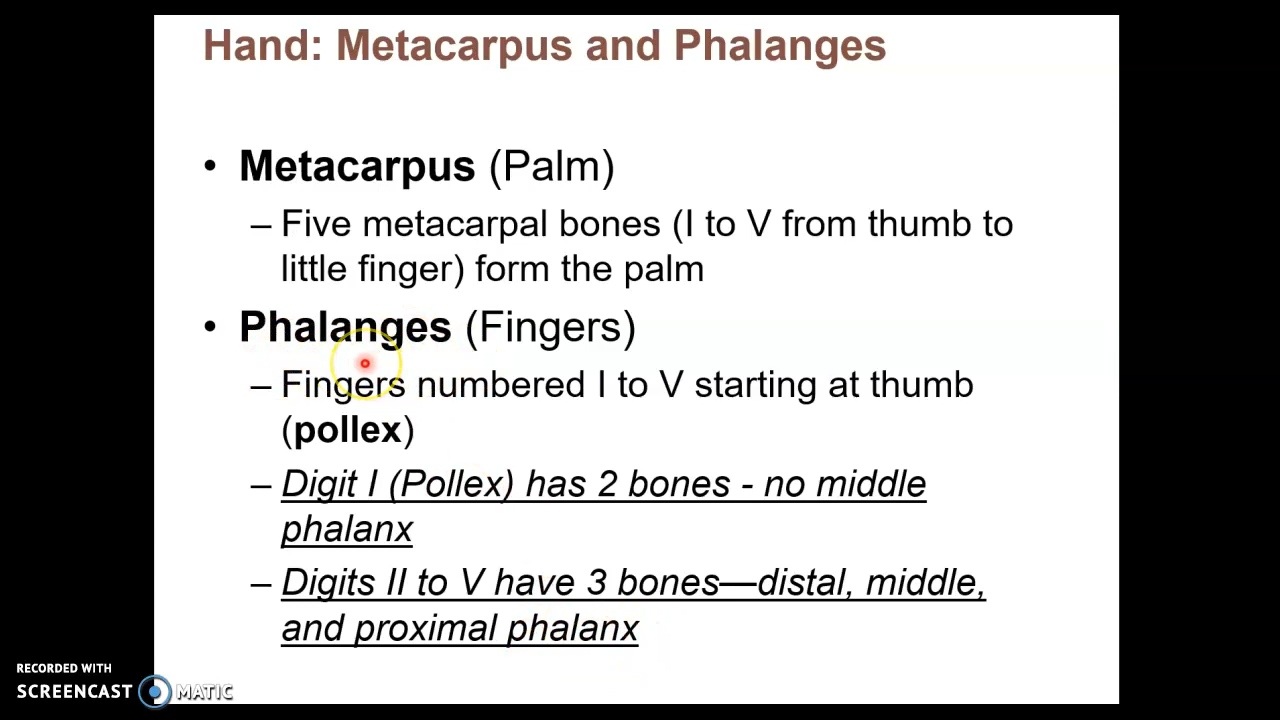 Hand: Metacarpus and Phalanges
• Metacarpus (Palm)
– Five metacarpal bones (I to V from thumb to
little finger) form the palm
• Phalanges (Fingers)
– Fingers numbered I to V starting at thumb
(pollex)
– Digit I (Pollex) has 2 bones - no middle
phalanx
– Digits II to V have 3 bones—distal, middle,
and proximal phalanx
RECORDED WITH
SCREENCAST MATIC